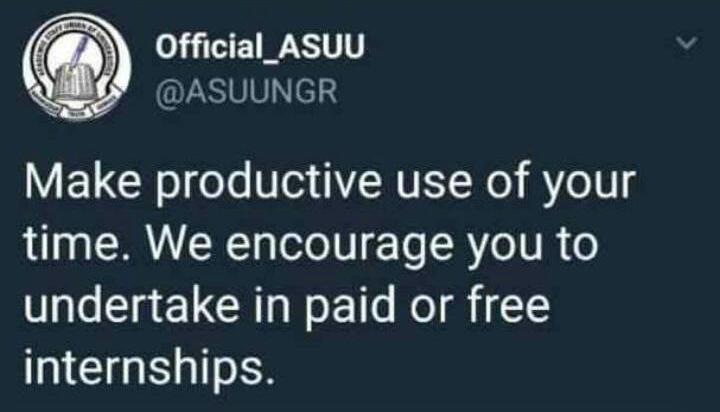 Official_ASUU
@ASUUNGR
Make productive use of your
time. We encourage you to
undertake in paid or free
internships.